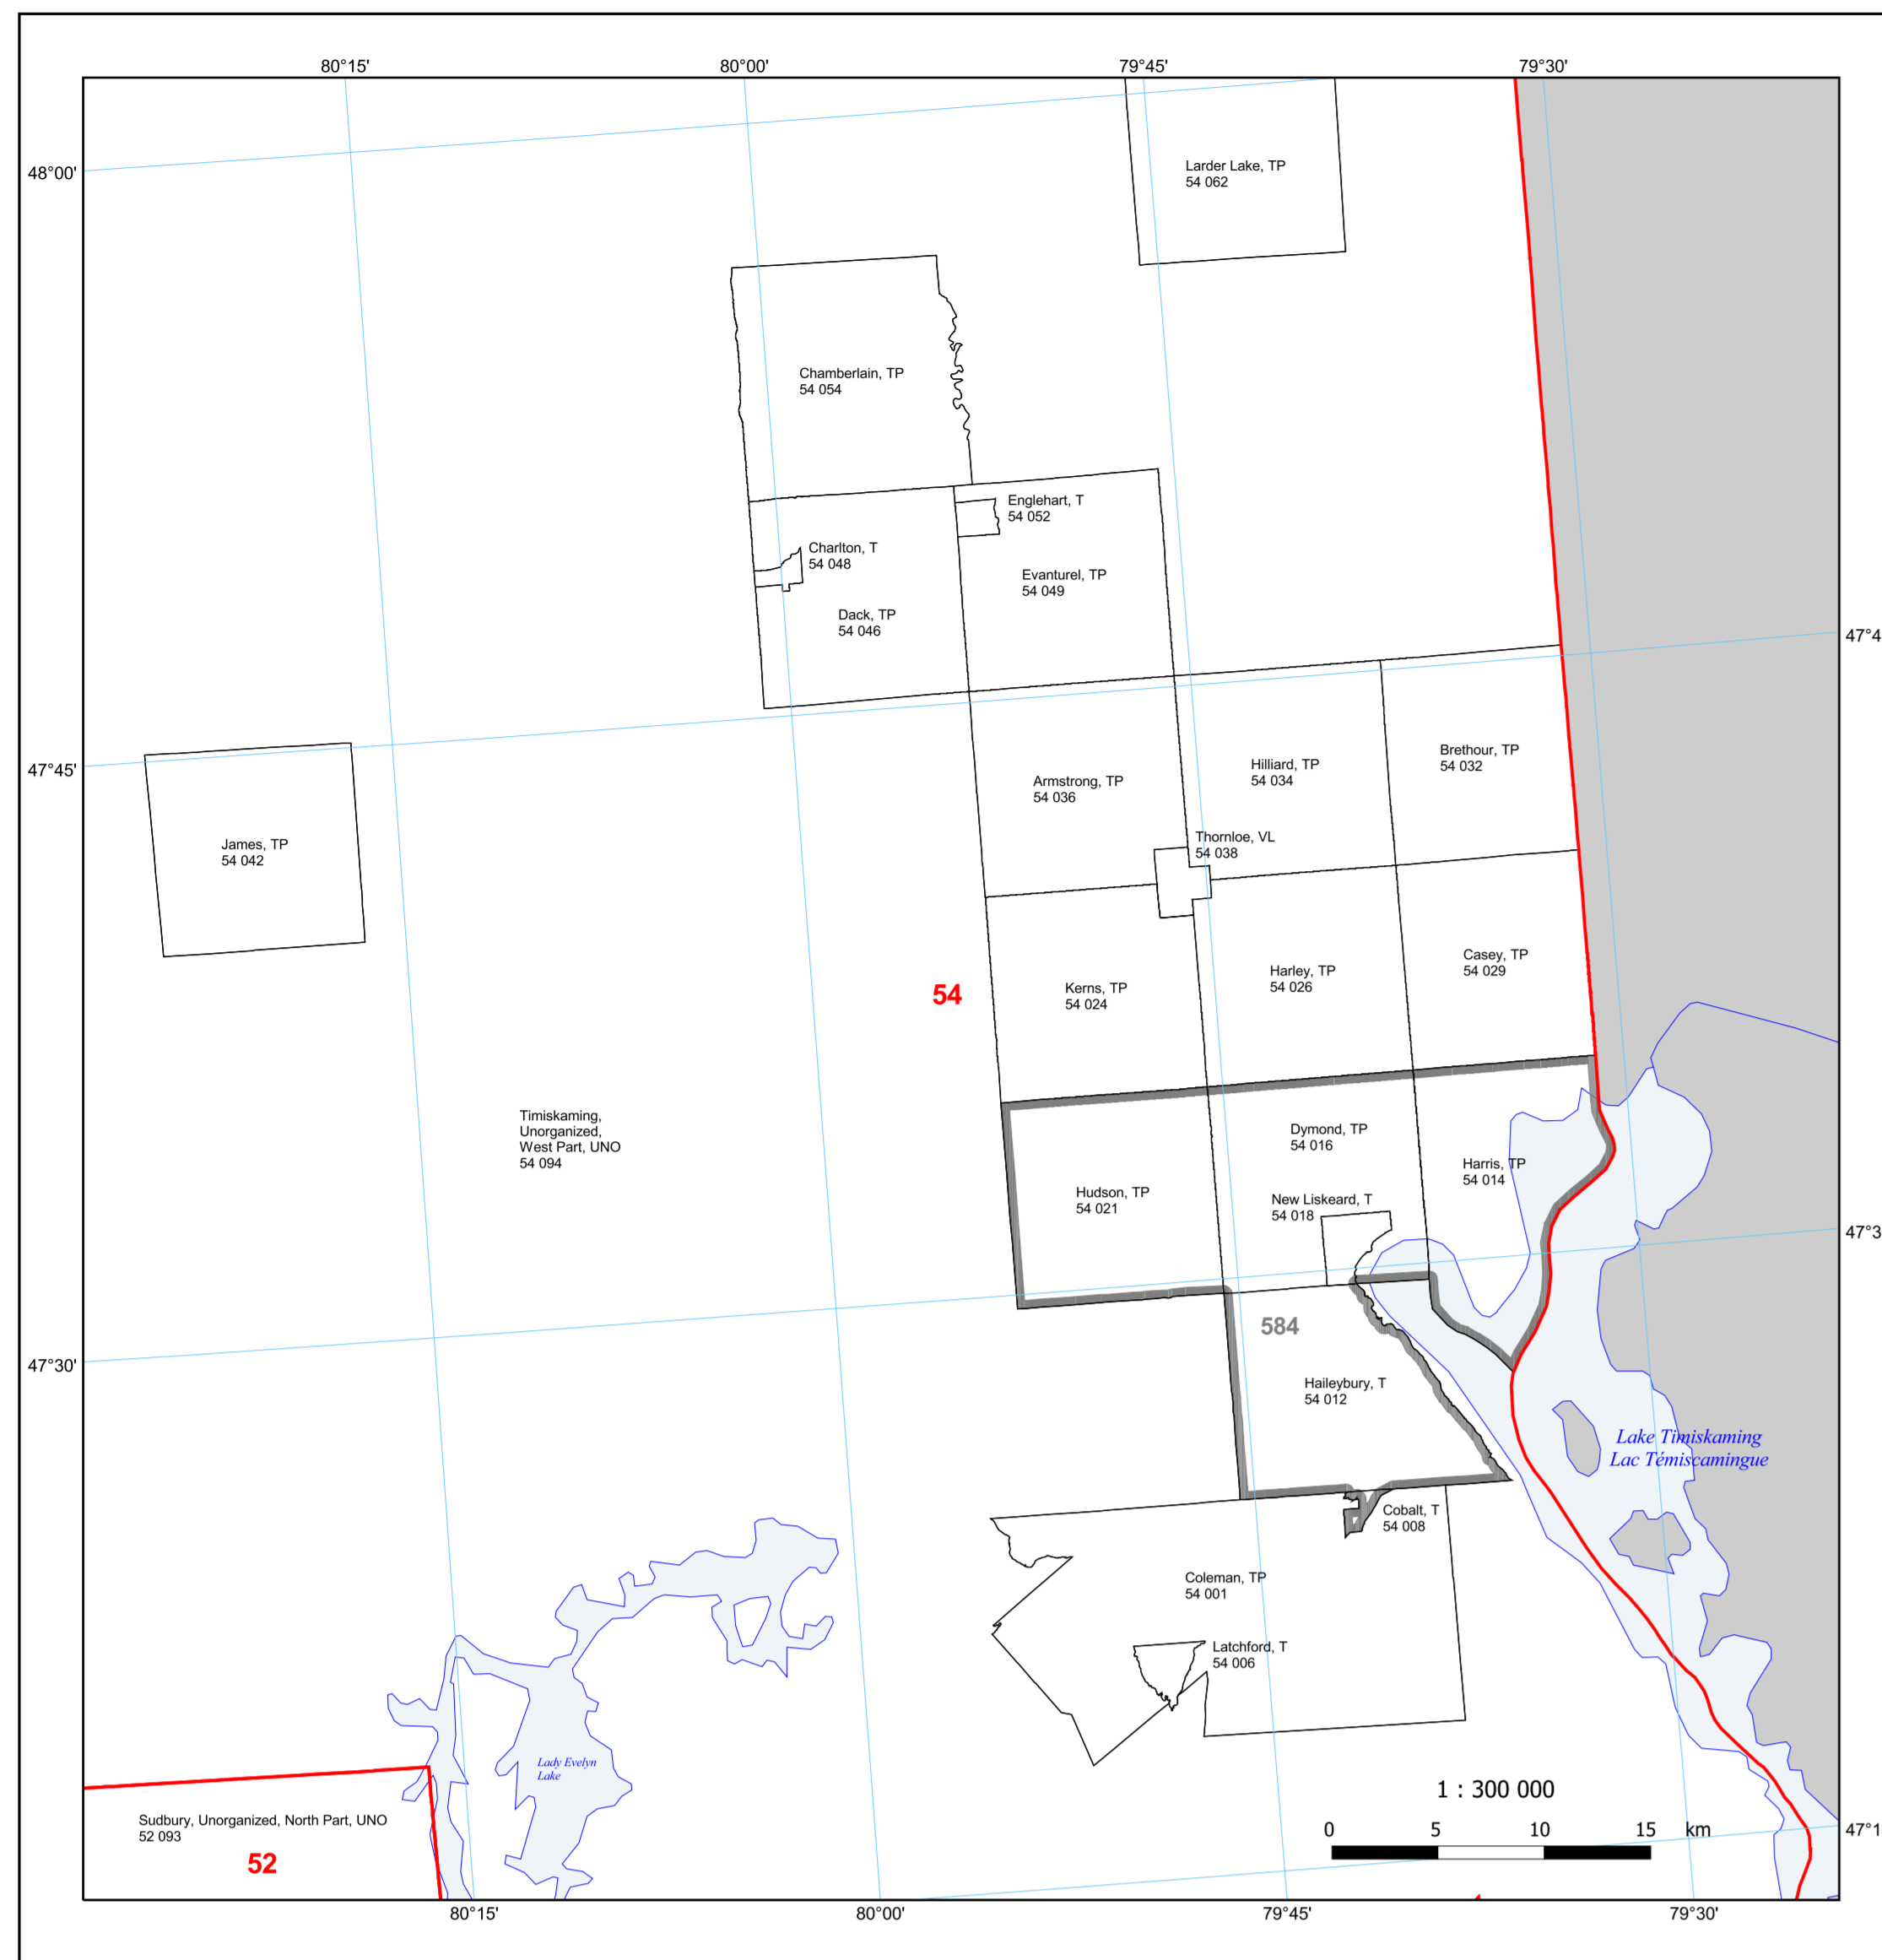 80°15' 80°00' 79°45' 79°30'
48°00'
Larder Lake, TP
54 062
Chamberlain, TP
54 054
Englehart, T
54 052
Charlton, T
54 048
Evanturel, TP
54 049
Dack, TP
54 046
47°4
47°45'
Brethour, TP
54 032
Hilliard, TP
54 034
Armstrong, TP
54 036
James, TP
54 042
Thornloe, VL
54 038
Casey, TP
54 029
Harley, TP
54 026
Kerns, TP
54 024
54
Timiskaming,
Unorganized,
West Part, UNO
54 094
Dymond, TP
54 016
Harris, TP
54 014
Hudson, TP
54 021
New Liskeard, T
54 018
47°3
584
47°30'
Haileybury, T
54 012
Lake Timiskaming
Lac Témiscamingue
Cobalt, T
54 008
Coleman, TP
54 001
Latchford, T
54 006
Lady Evelyn
Lake
1 : 300 000
0 5 10 15 km
47°1
Sudbury, Unorganized, North Part, UNO
52 093
52
80°15' 80°00' 79°45' 79°30'